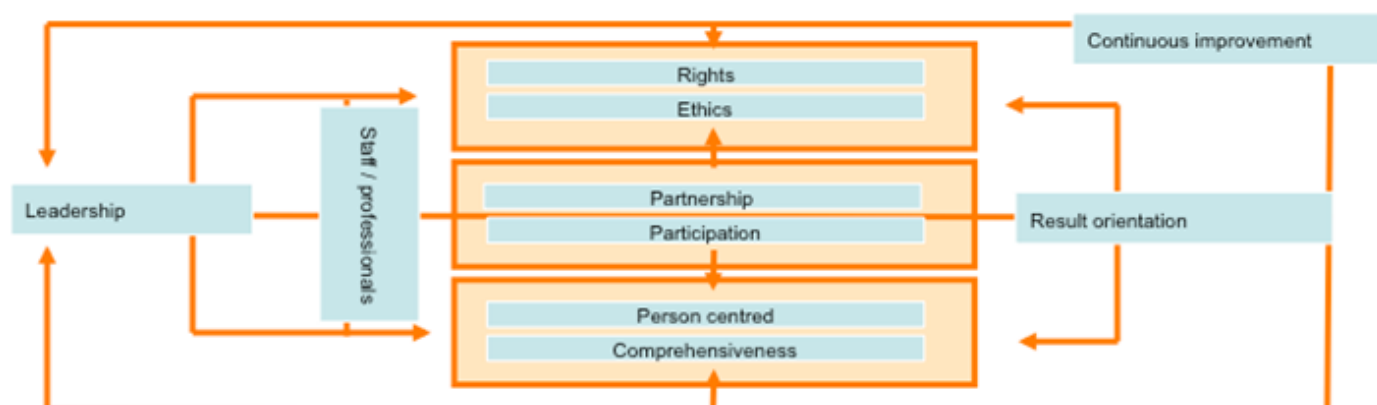 Continuous improvement
Rights
Ethics
Staff / professionals
Partnership
Leadership
Participation
Result orientation
Person centred
Comprehensiveness